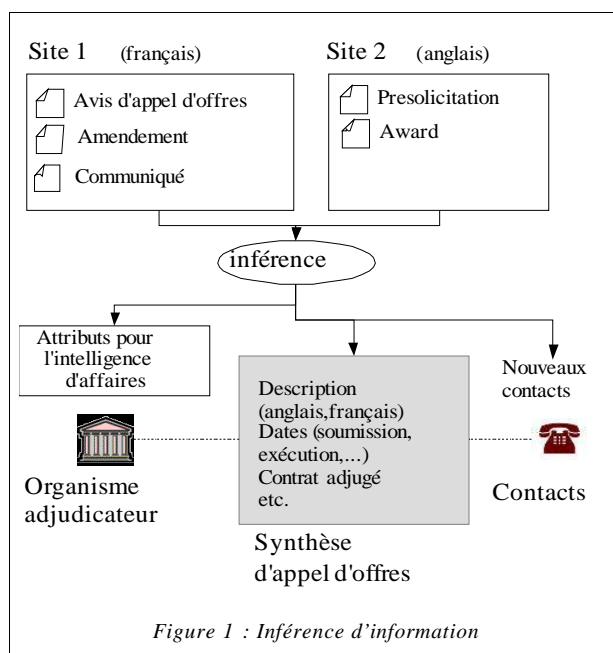 Site 1 (français)
Site 2 (anglais)
Avis d'appel d'offres
Amendement
Communiqué
Presolicitation
Award
inférence
Attributs pour
l'intelligence
d'affaires
Description
(anglais,français)
Dates (soumission,
exécution,...)
Contrat adjugé
etc.
Nouveaux
contacts
Organisme
adjudicateur
Contacts
Synthèse
d'appel d'offres
Figure 1 : Inférence d'information